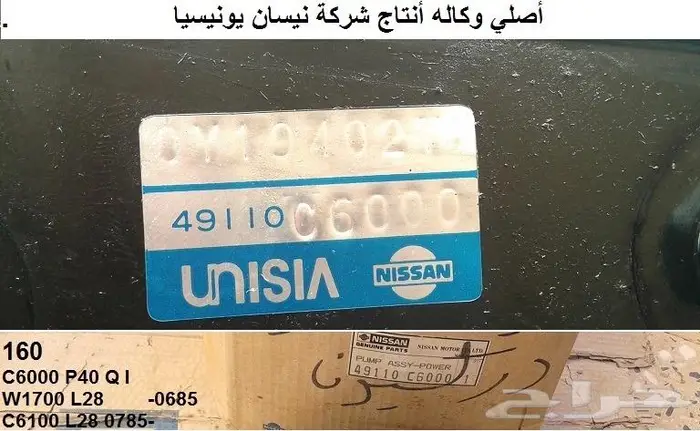 أصلي وكاله أنتاج شركة نيسان يونيسيا
49110 C6000
UNISIA
NISSAN
160
C6000 P40 Q I
W1700 L28 -0685
C6100 L28 0785-
NISSAN
GENUINE PARTS
NISSAN MOTOR CO. LTD.
PUMP ASSY-POWER
49110 C6000 1
حراج